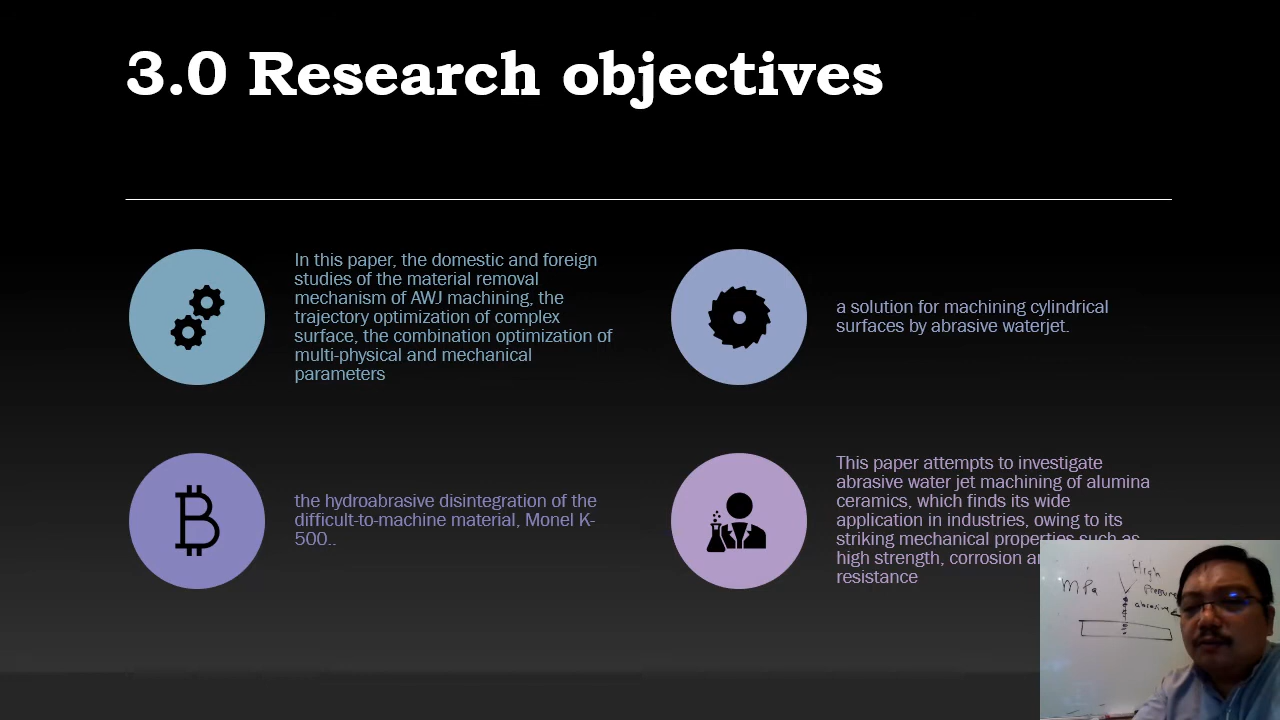 3.0 Research objectives
In this paper, the domestic and foreign
studies of the material removal
mechanism of AWJ machining, the
trajectory optimization of complex
surface, the combination optimization of
multi-physical and mechanical
parameters
a solution for machining cylindrical
surfaces by abrasive waterjet.
the hydroabrasive disintegration of the
difficult-to-machine material, Monel K-
500..
This paper attempts to investigate
abrasive water jet machining of alumina
ceramics, which finds its wide
application in industries, owing to its
striking mechanical properties such as
high strength, corrosion
resistance
High
MPa
Pressure
abrasive